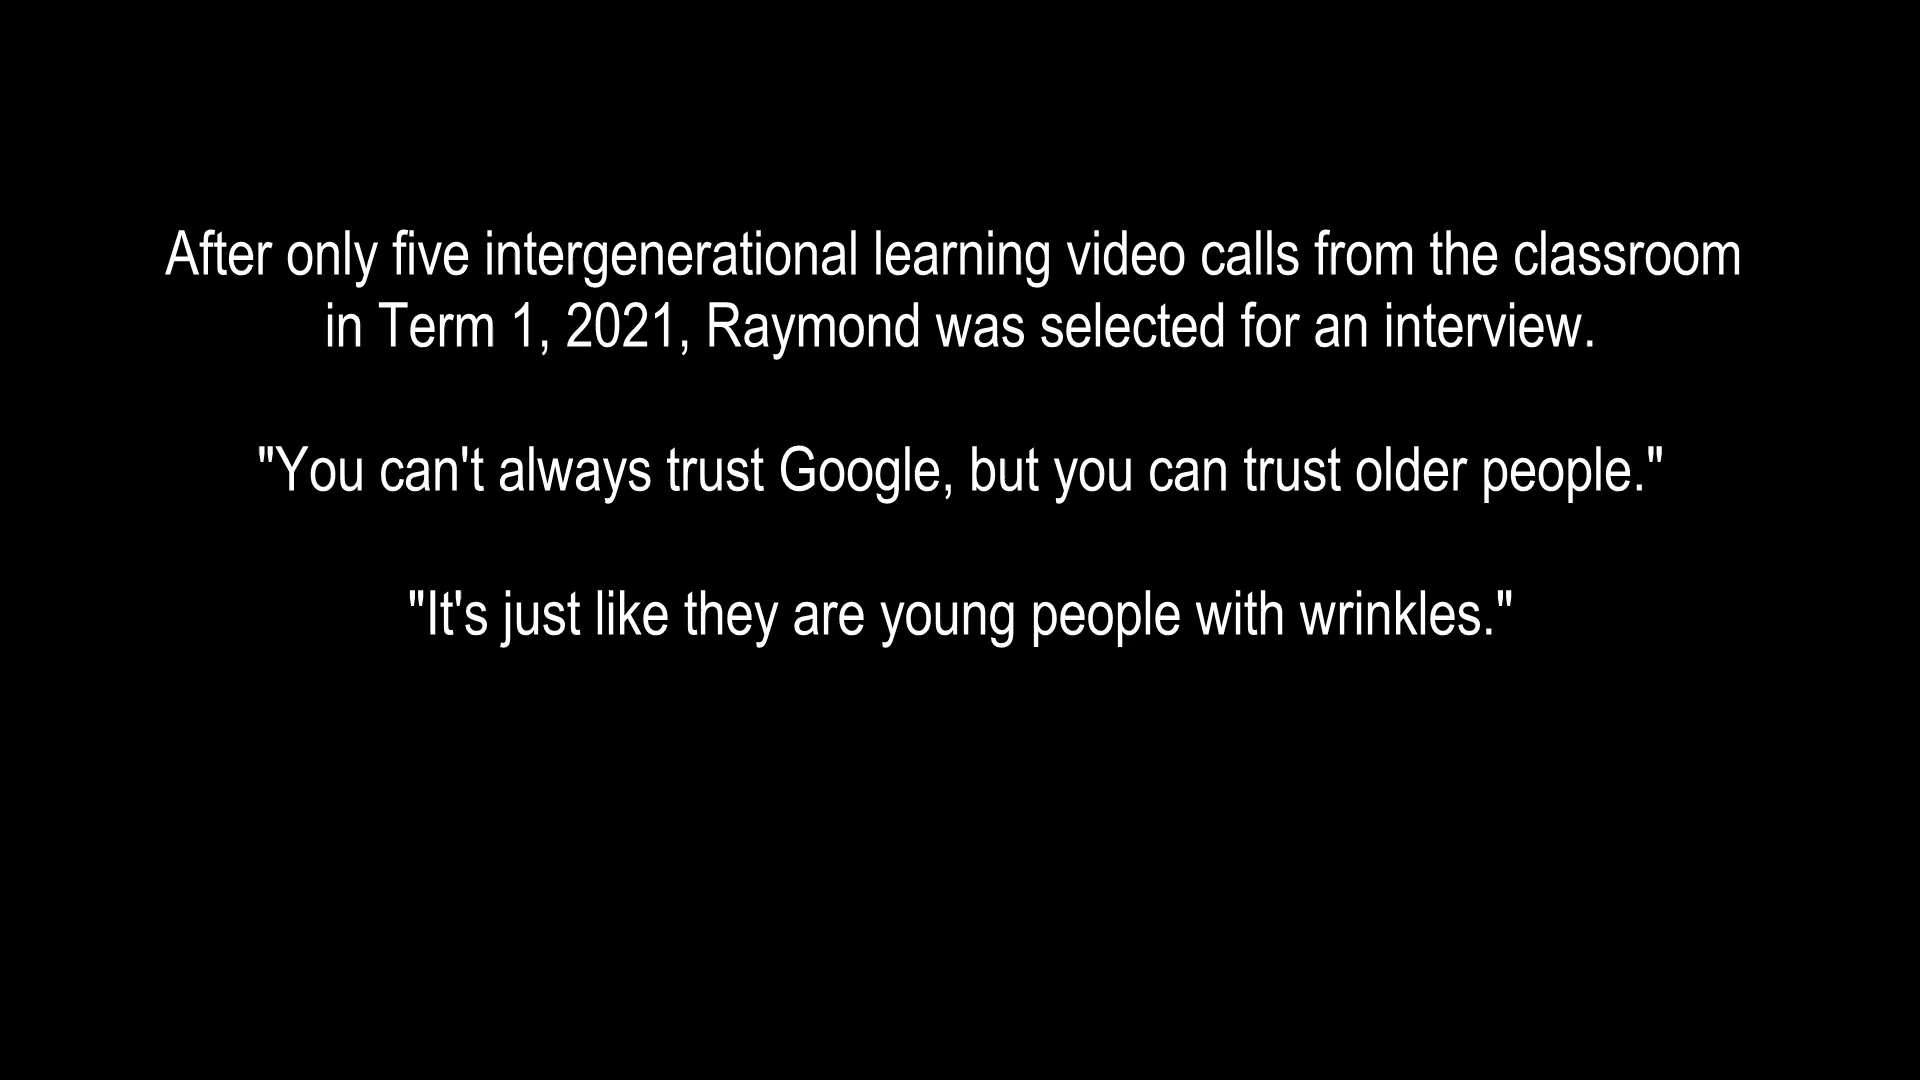 After only five intergenerational learning video calls from the classroom
in Term 1, 2021, Raymond was selected for an interview.
"You can't always trust Google, but you can trust older people."
"It's just like they are young people with wrinkles."